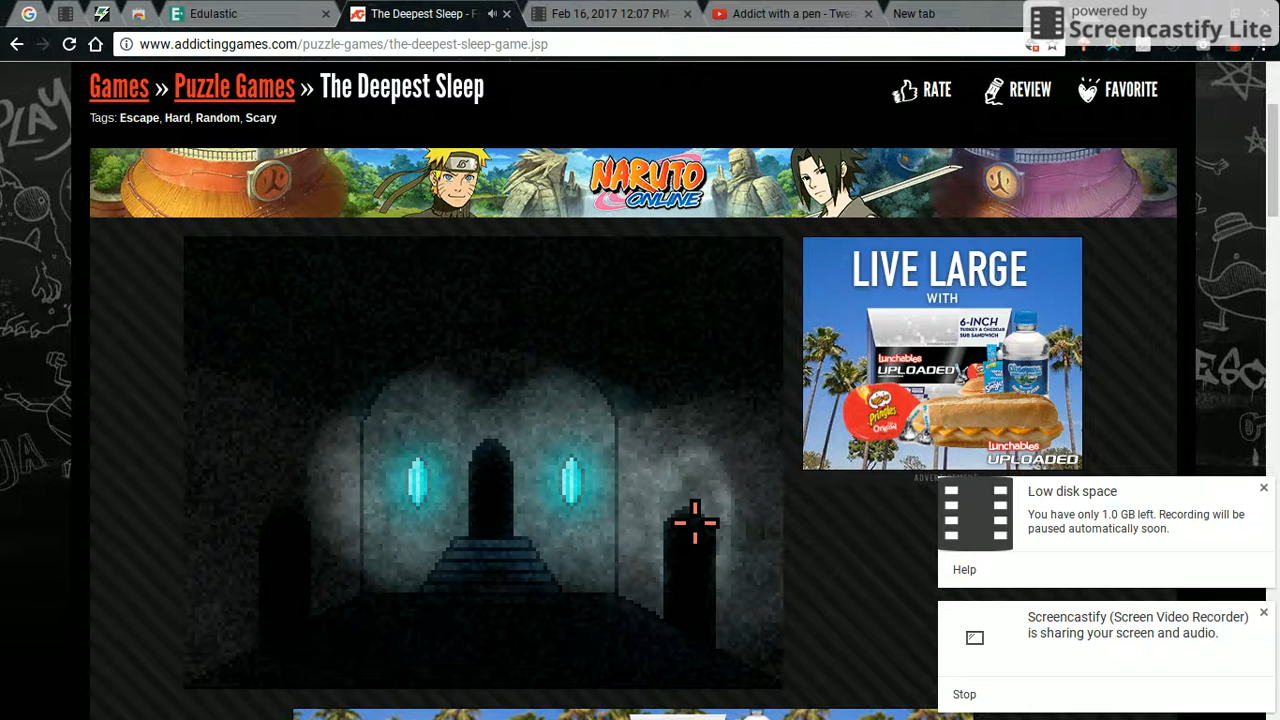 Edulastic
The Deepest Sleep - F
Feb 16, 2017 12:07 PM
Addict with a pen - Twen
New tab
powered by
Screencastify Lite
www.addictinggames.com/puzzle-games/the-deepest-sleep-game.jsp
Games » Puzzle Games » The Deepest Sleep
RATE
REVIEW
FAVORITE
Tags: Escape, Hard, Random, Scary
NARUTO
ONLINE
LIVE LARGE
WITH
6-INCH
TURKEY & CHEDDAR
SUB SANDWICH
Lunchables
UPLOADED
Pringles
Original
Lunchables
UPLOADED
Low disk space
You have only 1.0 GB left. Recording will be
paused automatically soon.
Help
Screencastify (Screen Video Recorder)
is sharing your screen and audio.
Stop